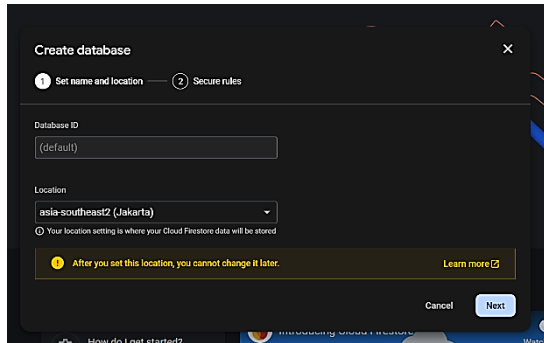 Create database
1 Set name and location 2 Secure rules
Database ID
(default)
Location
asia-southeast2 (Jakarta)
Your location setting is where your Cloud Firestore data will be stored
After you set this location, you cannot change it later. Learn more
Cancel Next
How do I get started? Introducing Cloud Firestore